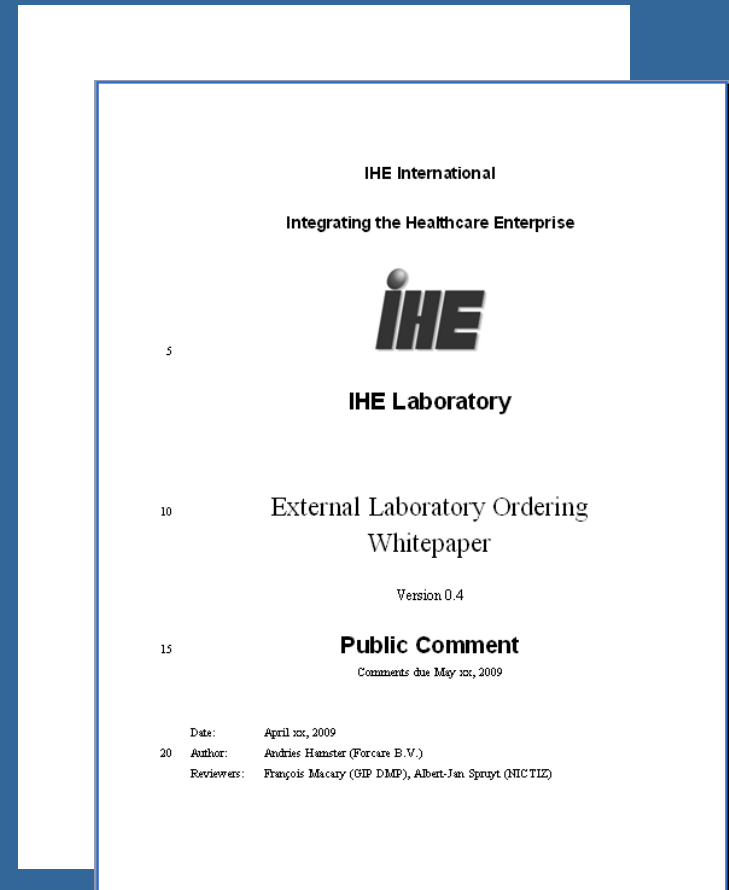 IHE International
Integrating the Healthcare Enterprise
IHE
5
IHE Laboratory
10 External Laboratory Ordering
Whitepaper
Version 0.4
15 Public Comment
Comments due May xx, 2009
Date: April xx, 2009
20 Author: Andries Hamster (Forcare B.V.)
Reviewers: François Macary (GIP DMP), Albert-Jan Spruyt (NICTIZ)